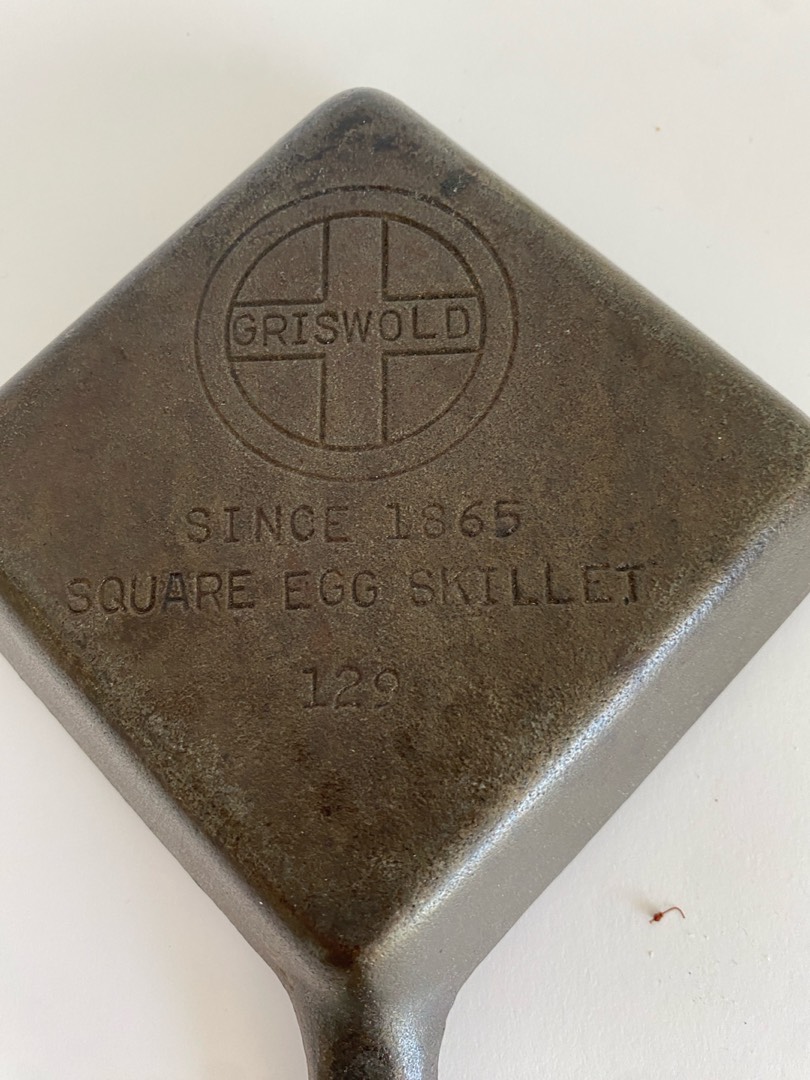 GRISWOLD
SINCE 1865
SQUARE EGG SKILLET
129